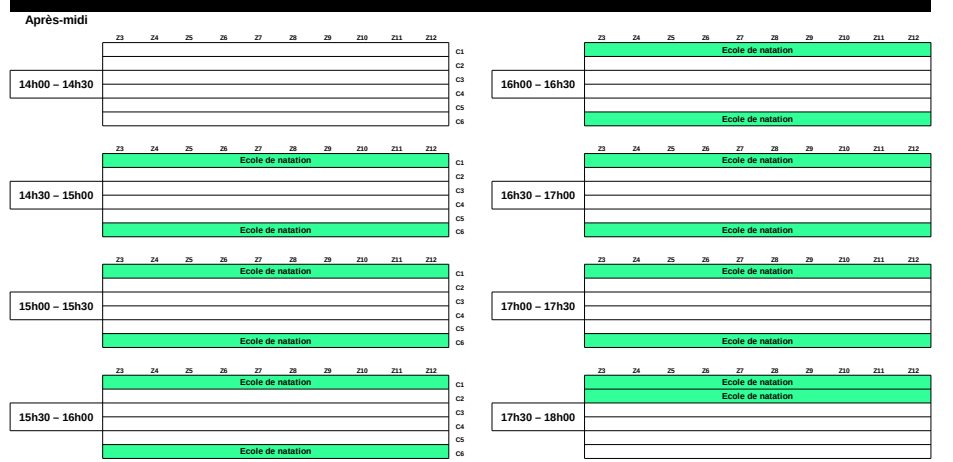 Après-midi
Z3 Z4 Z5 Z6 Z7 Z8 Z9 Z10 Z11 Z12
C1
C2
14h00 – 14h30
C3
C4
C5
C6
Z3 Z4 Z5 Z6 Z7 Z8 Z9 Z10 Z11 Z12
Ecole de natation
C1
C2
14h30 – 15h00
C3
C4
C5
Ecole de natation
C6
Z3 Z4 Z5 Z6 Z7 Z8 Z9 Z10 Z11 Z12
Ecole de natation
C1
C2
15h00 – 15h30
C3
C4
C5
Ecole de natation
C6
Z3 Z4 Z5 Z6 Z7 Z8 Z9 Z10 Z11 Z12
Ecole de natation
C1
C2
15h30 – 16h00
C3
C4
C5
Ecole de natation
C6
Z3 Z4 Z5 Z6 Z7 Z8 Z9 Z10 Z11 Z12
Ecole de natation
16h00 – 16h30
Ecole de natation
Z3 Z4 Z5 Z6 Z7 Z8 Z9 Z10 Z11 Z12
Ecole de natation
16h30 – 17h00
Ecole de natation
Z3 Z4 Z5 Z6 Z7 Z8 Z9 Z10 Z11 Z12
Ecole de natation
17h00 – 17h30
Ecole de natation
Z3 Z4 Z5 Z6 Z7 Z8 Z9 Z10 Z11 Z12
Ecole de natation
Ecole de natation
17h30 – 18h00